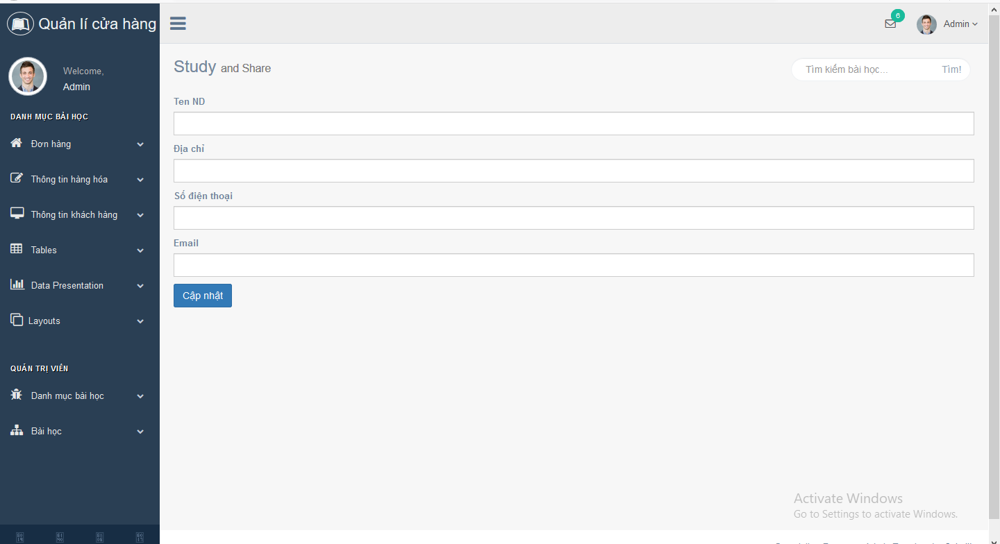 Quản lí cửa hàng
6
Admin
Welcome,
Admin
Study and Share
Tìm kiếm bài học...
Tìm!
DANH MỤC BÀI HỌC
Đơn hàng
Thông tin hàng hóa
Thông tin khách hàng
Tables
Data Presentation
Layouts
QUẢN TRỊ VIÊN
Danh mục bài học
Bài học
Ten ND
Địa chỉ
Số điện thoại
Email
Cập nhật
Activate Windows
Go to Settings to activate Windows.